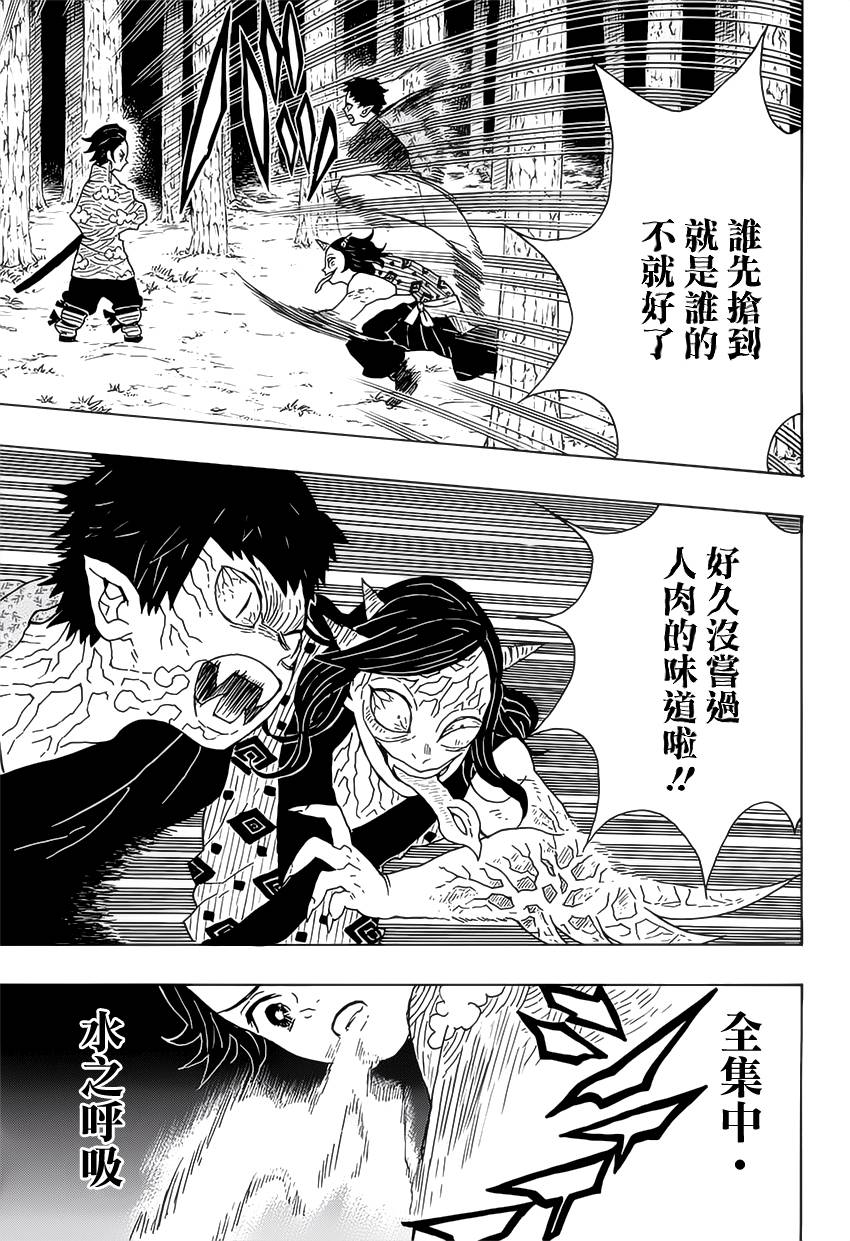 誰先搶到
就是誰的
不就好了
好久沒嘗過
人肉的味道啦!!
全集中・
水之呼吸